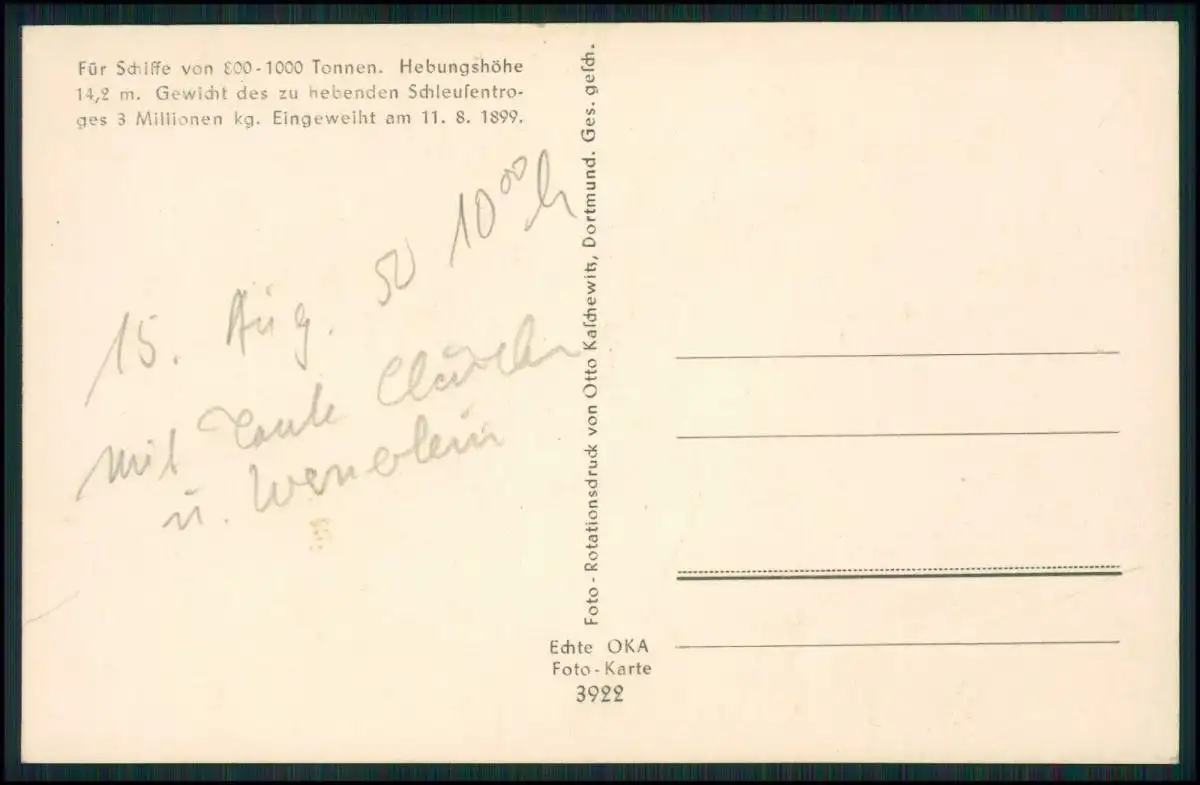 Für Schiffe von 800-1000 Tonnen. Hebungshöhe
14,2 m. Gewicht des zu hebenden Schleuſentro-
ges 3 Millionen kg. Eingeweiht am 11. 8. 1899.
15. Aug. 50 10⁰⁰ h
mit Tante
u.
Foto - Rotationsdruck von Otto Kaſchewitz, Dortmund. Geſ. geſch.
Echte OKA
Foto - Karte
3922